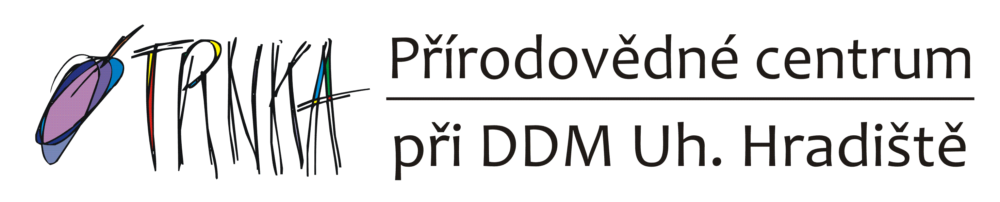 TRNKA
Přírodovědné centrum
při DDM Uh. Hradiště